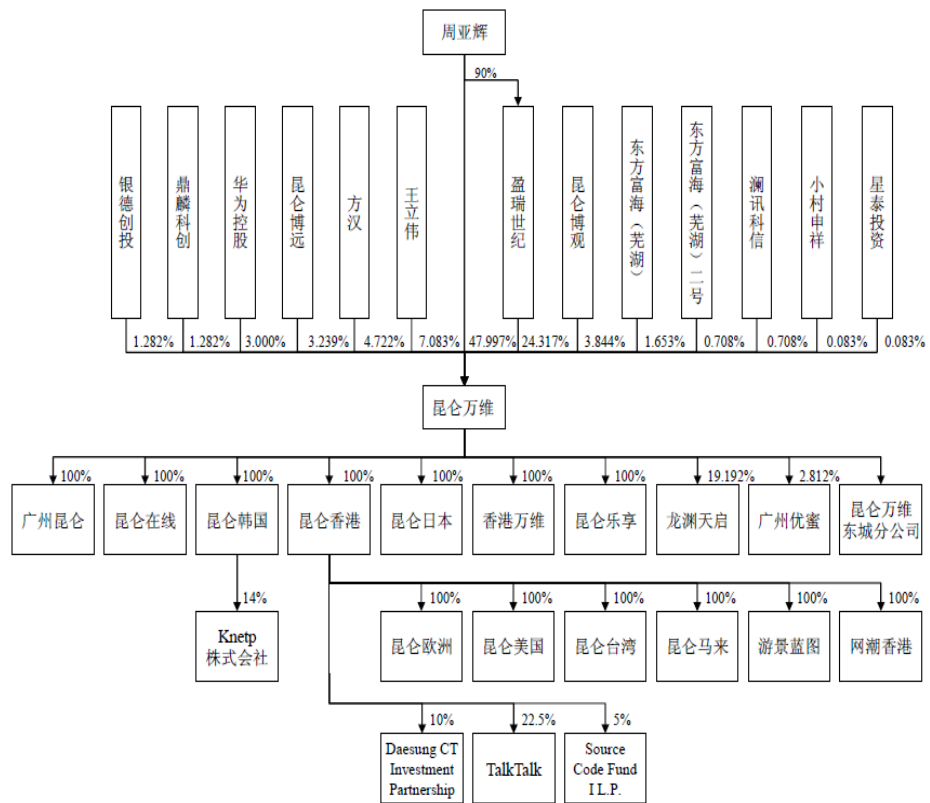 周亚辉
90%
银德创投
鼎麟科创
华为控股
昆仑博远
方汉
王立伟
盈瑞世纪
昆仑博观
东方富海（芜湖）
东方富海（芜湖）二号
澜讯科信
小村申祥
星泰投资
1.282%
1.282%
3.000%
3.239%
4.722%
7.083%
47.997%
24.317%
3.844%
1.653%
0.708%
0.708%
0.083%
0.083%
昆仑万维
100%
100%
100%
100%
100%
100%
100%
19.192%
2.812%
广州昆仑
昆仑在线
昆仑韩国
昆仑香港
昆仑日本
香港万维
昆仑乐享
龙渊天启
广州优蜜
昆仑万维
东城分公司
14%
100%
100%
100%
100%
100%
100%
Knetp
株式会社
昆仑欧洲
昆仑美国
昆仑台湾
昆仑马来
游景蓝图
网潮香港
10%
22.5%
5%
Daesung CT
Investment
Partnership
TalkTalk
Source
Code Fund
I L.P.